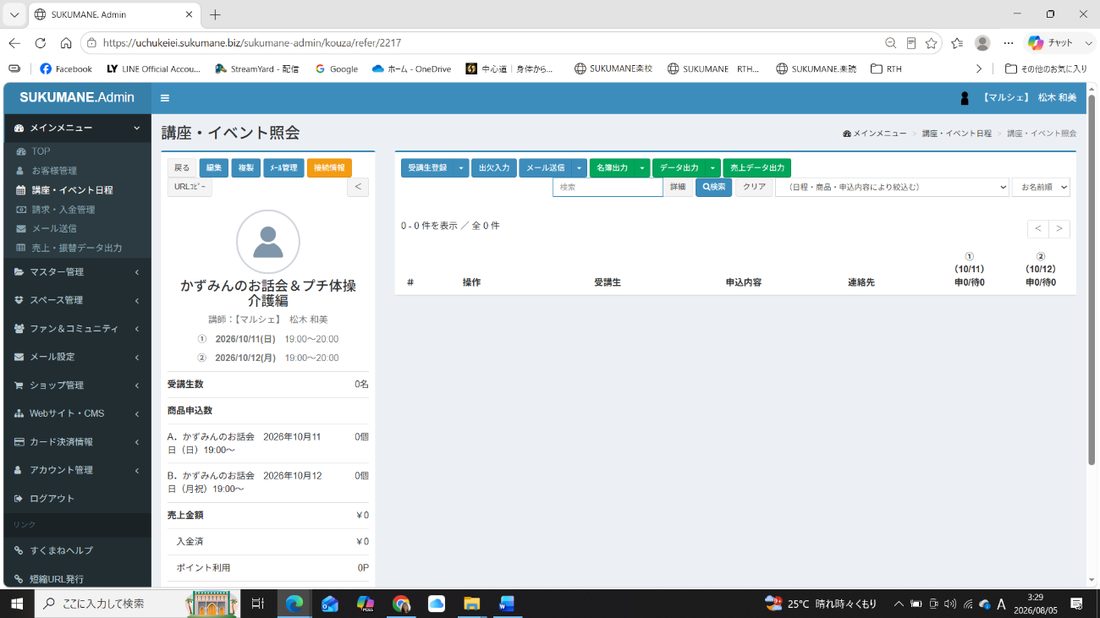 SUKUMANE. Admin
https://uchukeiei.sukumane.biz/sukumane-admin/kouza/refer/2217
チャット
Facebook
LINE Official Accou...
StreamYard - 配信
Google
ホーム - OneDrive
中心道｜身体から...
SUKUMANE楽校
SUKUMANE RTH...
SUKUMANE.楽読
RTH
その他のお気に入り
SUKUMANE.Admin
【マルシェ】 松木 和美
メインメニュー
TOP
お客様管理
講座・イベント日程
請求・入金管理
メール送信
売上・振替データ出力
マスター管理
スペース管理
ファン＆コミュニティ
メール設定
ショップ管理
Webサイト・CMS
カード決済情報
アカウント管理
ログアウト
リンク
すくまねヘルプ
短縮URL発行
講座・イベント照会
メインメニュー > 講座・イベント日程 > 講座・イベント照会
戻る
編集
複製
ﾒｰﾙ管理
接続情報
URLｺﾋﾟｰ
<
かずみんのお話会＆プチ体操
介護編
講師：【マルシェ】 松木 和美
① 2026/10/11(日) 19:00～20:00
② 2026/10/12(月) 19:00～20:00
受講生数 0名
商品申込数
A．かずみんのお話会 2026年10月11 0個
日（日）19:00～
B．かずみんのお話会 2026年10月12 0個
日（月祝）19:00～
売上金額 ￥0
入金済 ￥0
ポイント利用 0P
受講生登録
出欠入力
メール送信
名簿出力
データ出力
売上データ出力
検索
詳細
検索
クリア
（日程・商品・申込内容により絞込む）
お名前順
0 - 0 件を表示 ／ 全 0 件
< >
# 操作 受講生 申込内容 連絡先
①
(10/11)
申0/待0
②
(10/12)
申0/待0
ここに入力して検索
25°C 晴れ時々くもり
A
3:29
2026/08/05